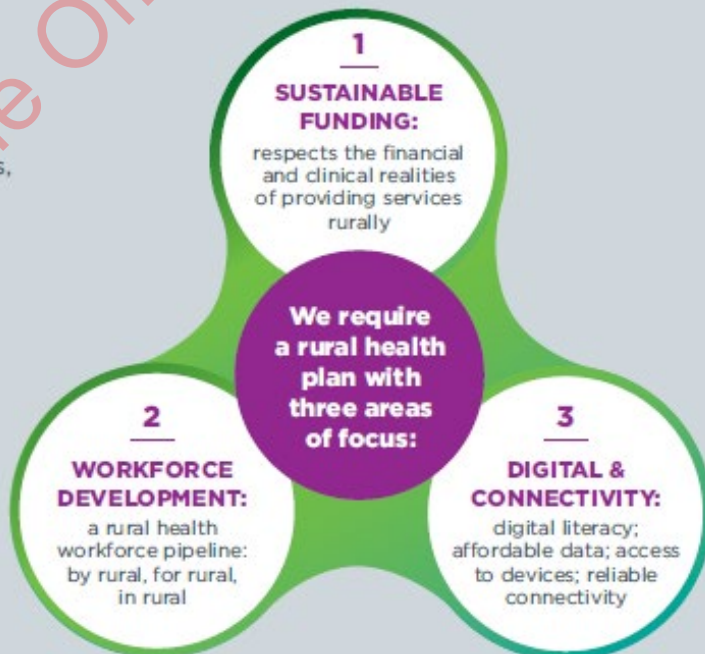 s,
1
SUSTAINABLE
FUNDING:
respects the financial
and clinical realities
of providing services
rurally
We require
a rural health
plan with
three areas
of focus:
2
WORKFORCE
DEVELOPMENT:
a rural health
workforce pipeline:
by rural, for rural,
in rural
3
DIGITAL &
CONNECTIVITY:
digital literacy;
affordable data; access
to devices; reliable
connectivity